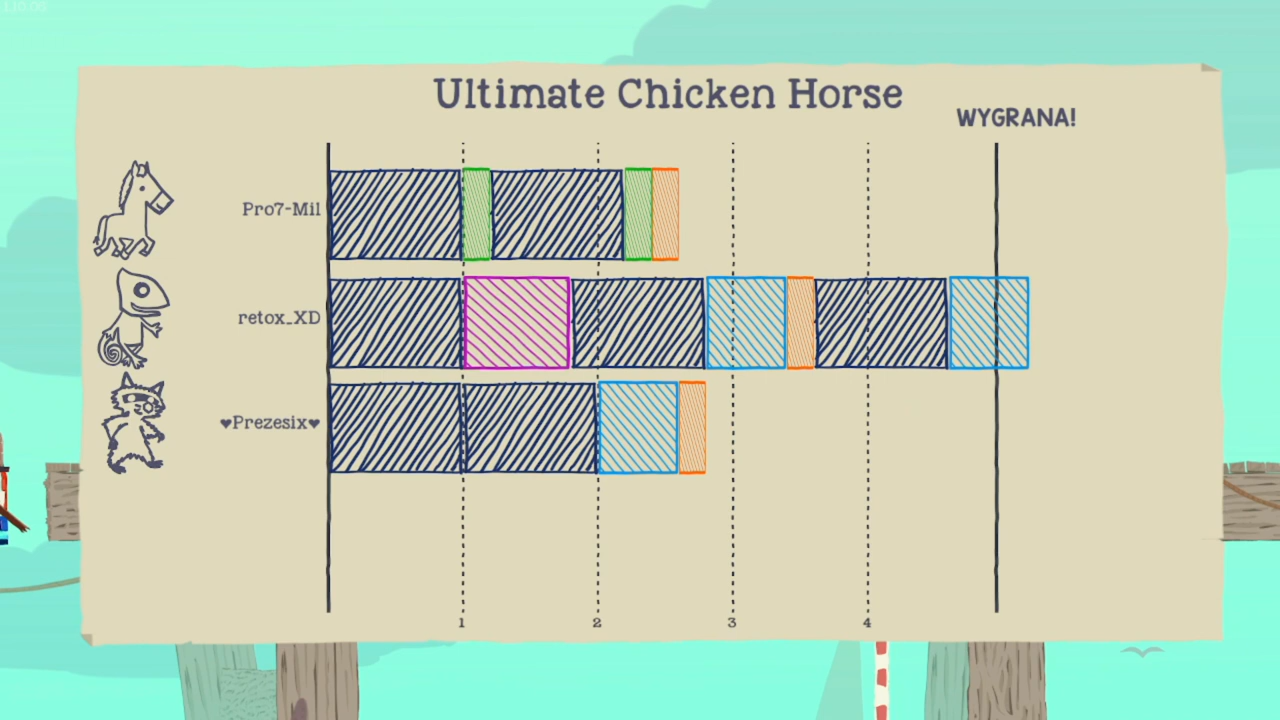 Ultimate Chicken Horse
WYGRANA!
Pro7-Mil
retox_XD
♥Prezesix♥
1 2 3 4